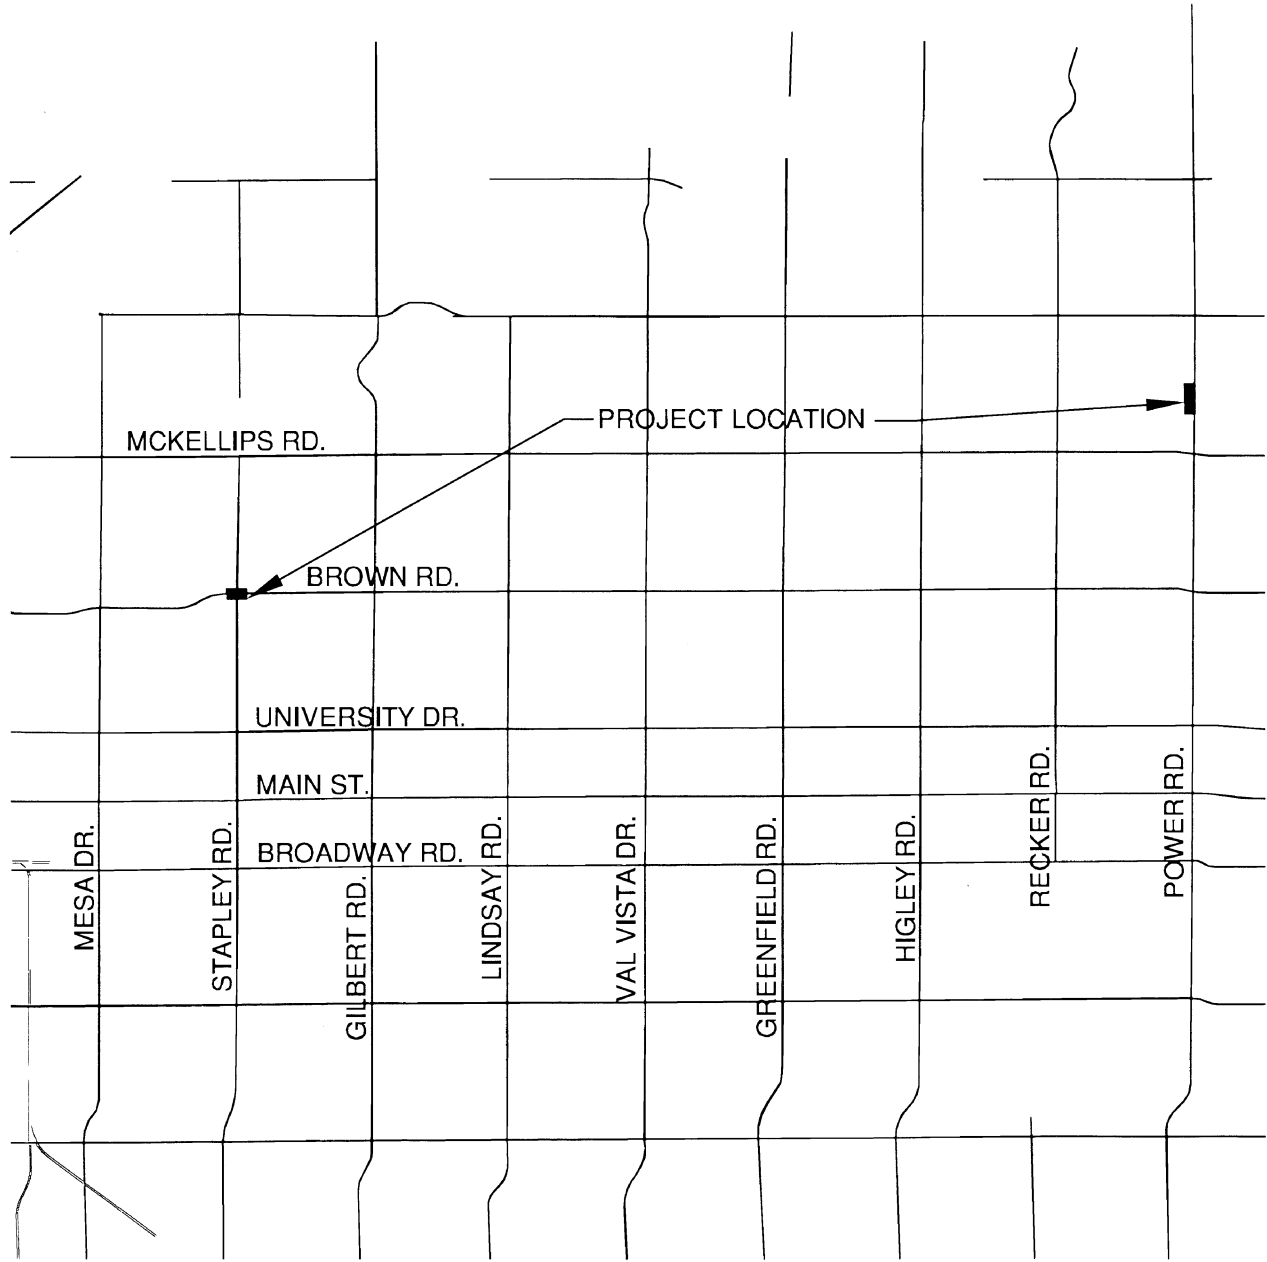 PROJECT LOCATION
MCKELLIPS RD.
BROWN RD.
UNIVERSITY DR.
MAIN ST.
BROADWAY RD.
MESA DR.
STAPLEY RD.
GILBERT RD.
LINDSAY RD.
VAL VISTA DR.
GREENFIELD RD.
HIGLEY RD.
RECKER RD.
POWER RD.